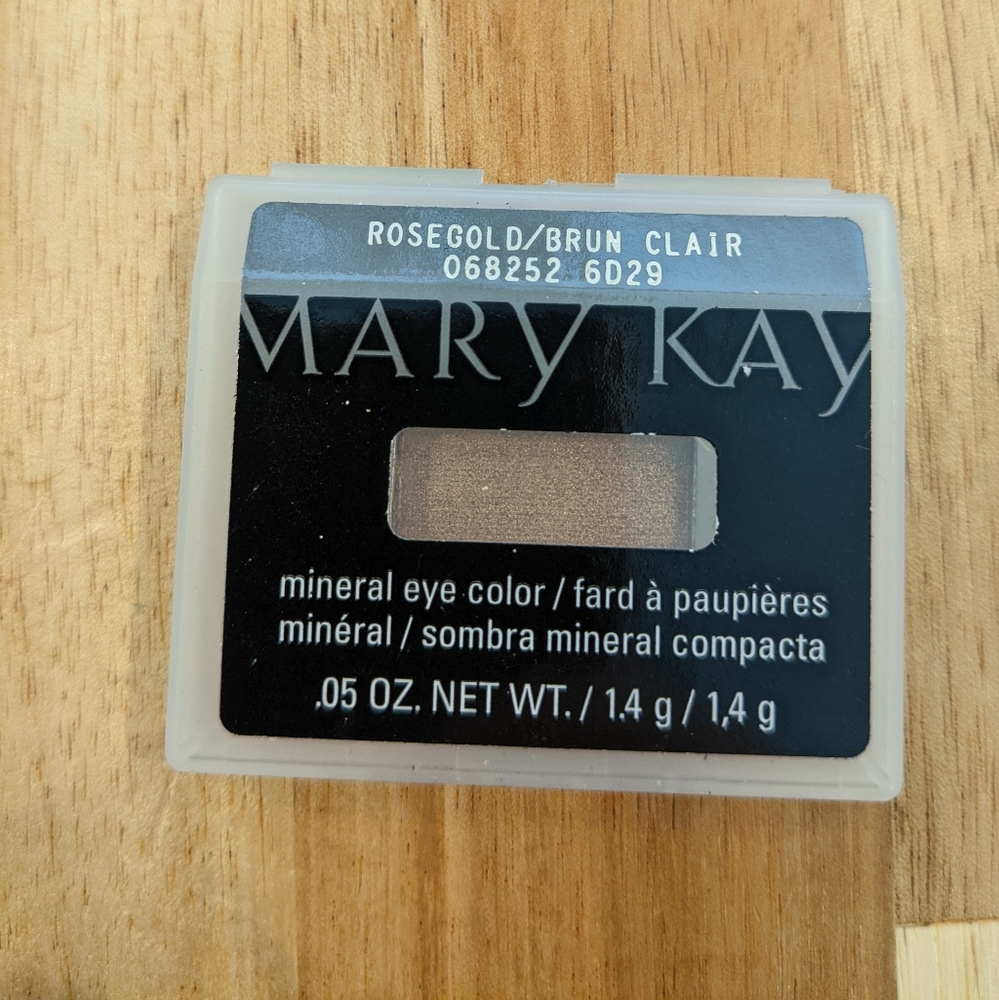 ROSEGOLD/BRUN CLAIR
068252 6D29
MARY KAY
mineral eye color / fard à paupières
minéral / sombra mineral compacta
.05 OZ. NET WT. / 1.4 g / 1,4 g